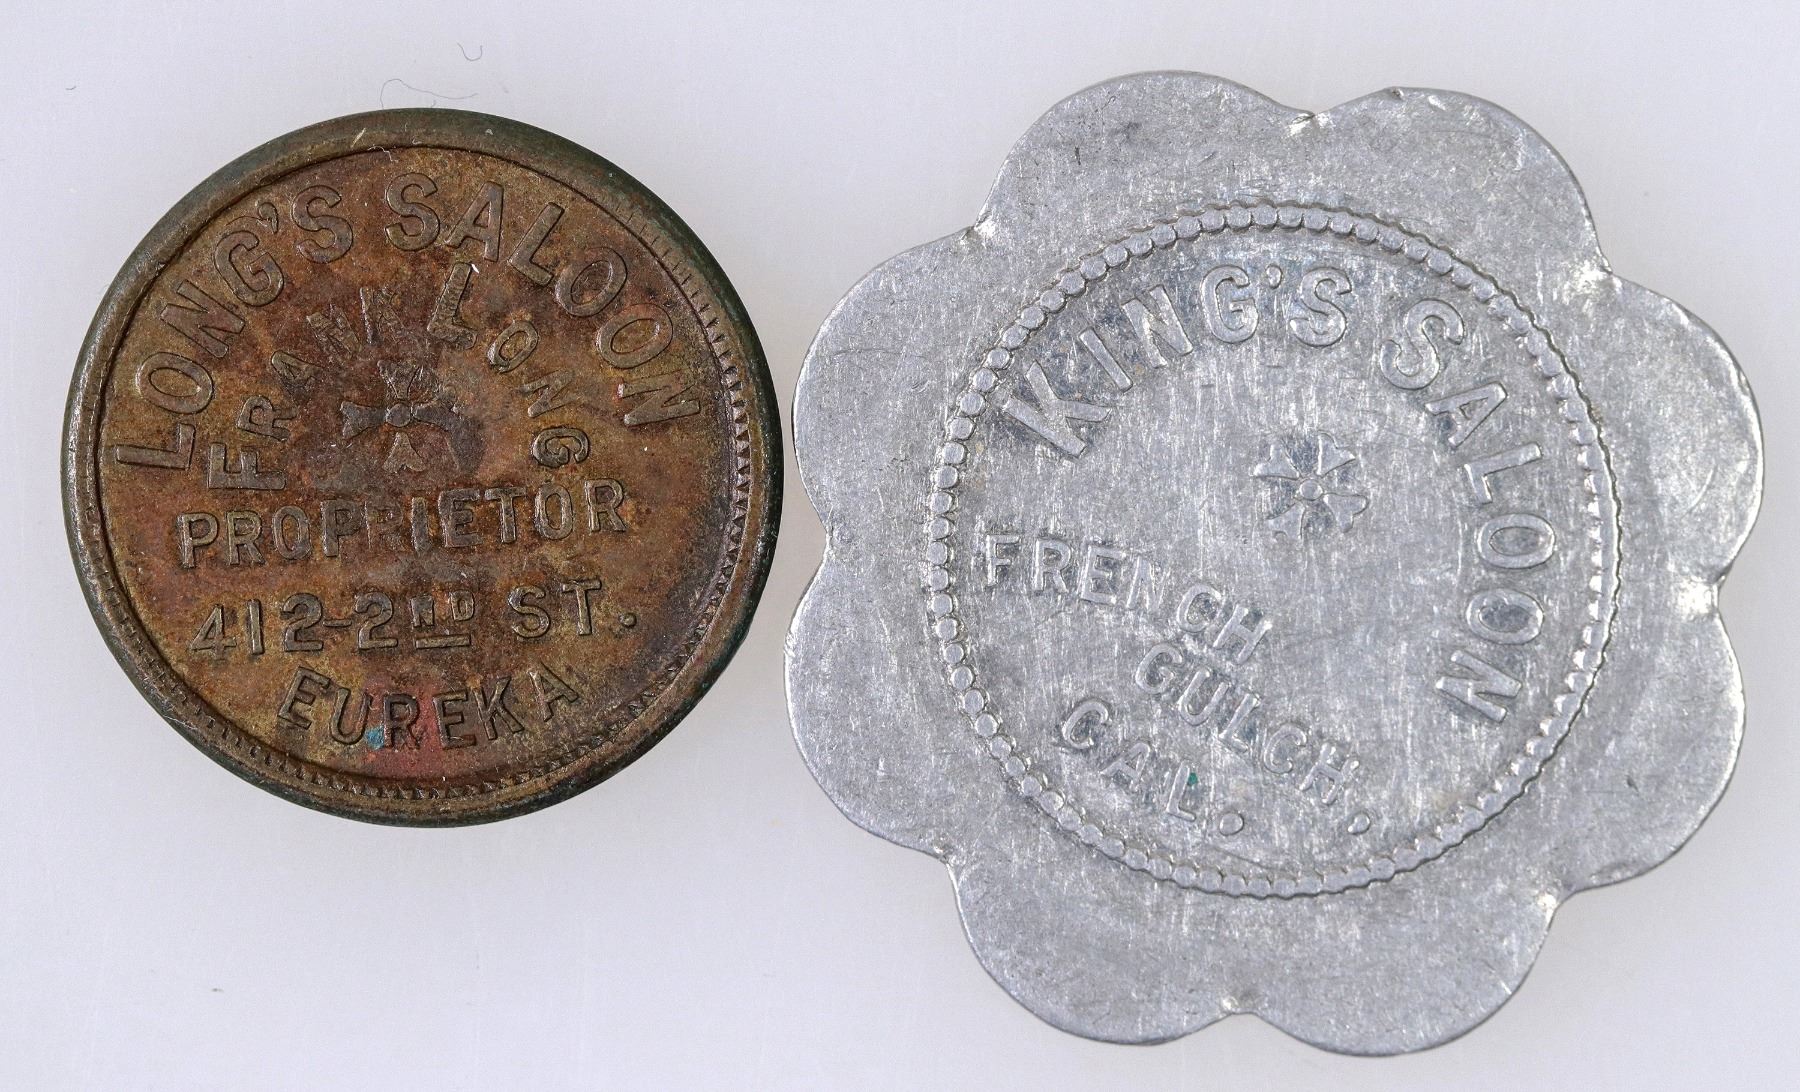 LONG'S SALOON
FRANK LONG
PROPRIETOR
412-2ND ST.
EUREKA
KING'S SALOON
FRENCH
GULCH.
CAL.